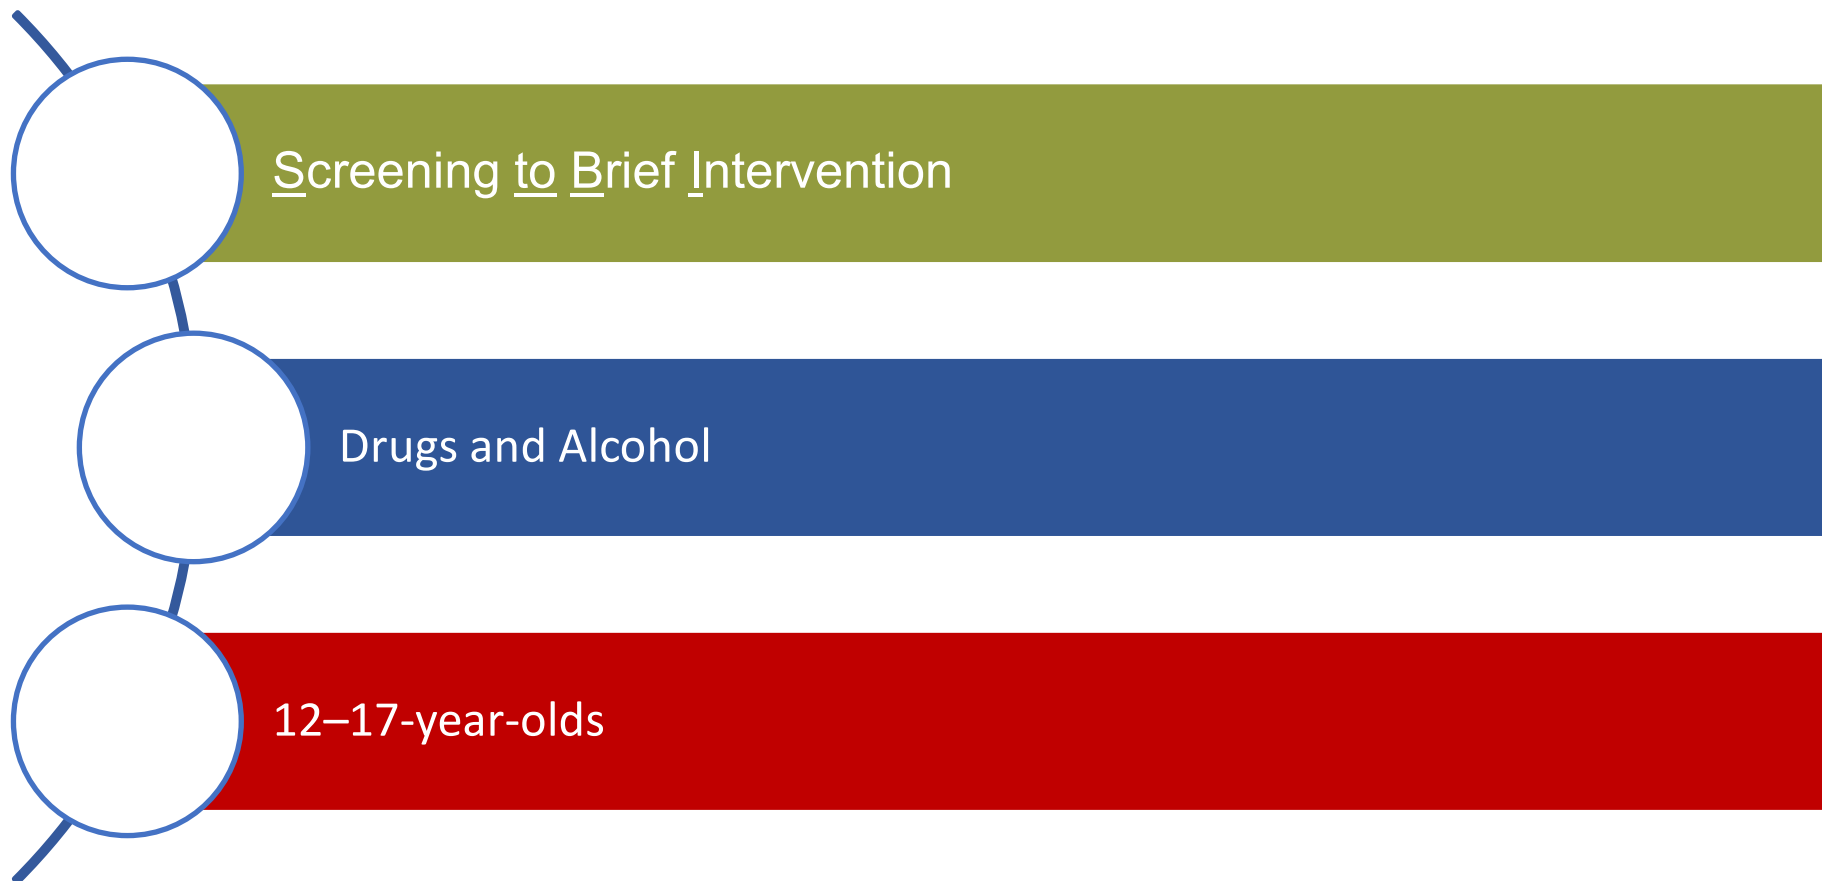 Screening to Brief Intervention
Drugs and Alcohol
12–17-year-olds